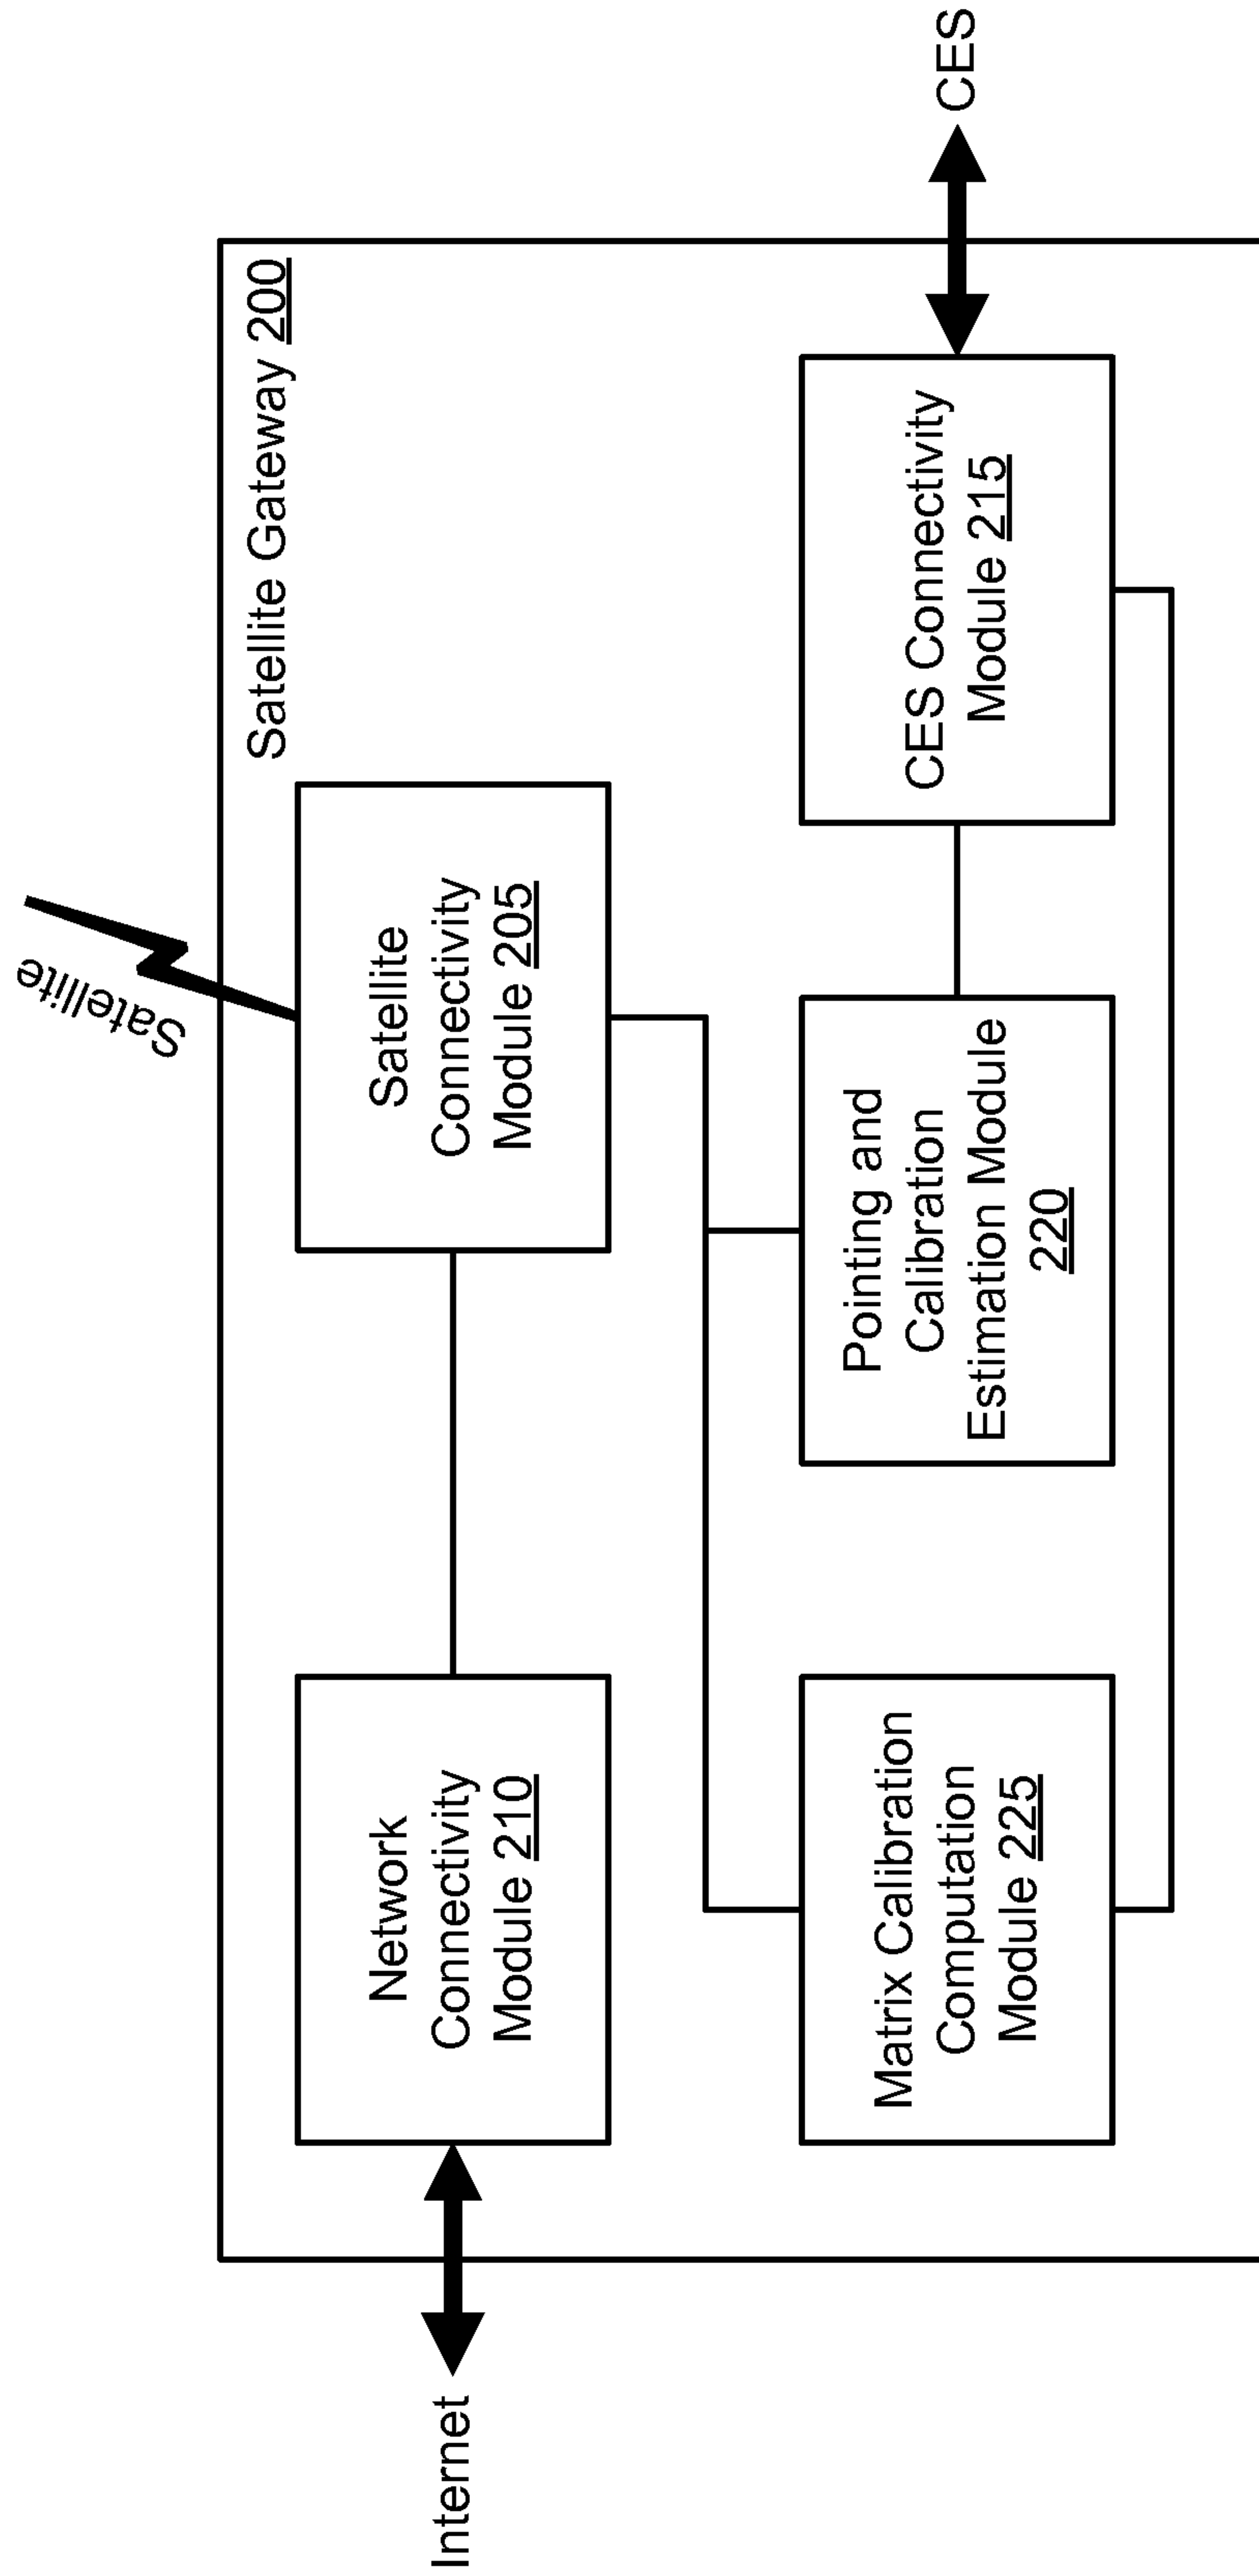 Satellite
Satellite Gateway 200
Network
Connectivity
Module 210
Satellite
Connectivity
Module 205
Internet
Matrix Calibration
Computation
Module 225
Pointing and
Calibration
Estimation Module
220
CES Connectivity
Module 215
CES